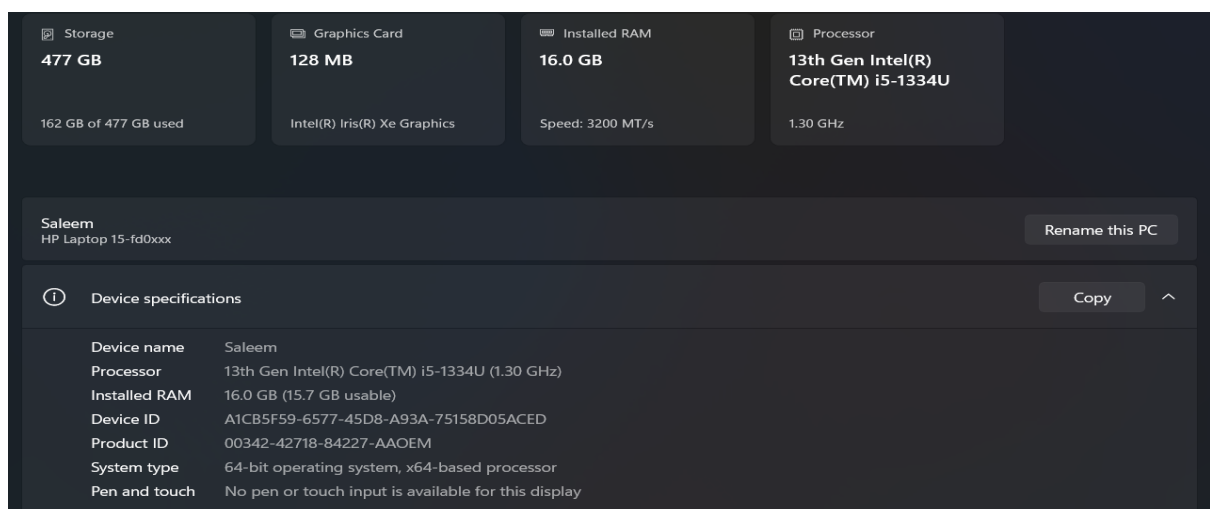 Storage
477 GB
162 GB of 477 GB used
Graphics Card
128 MB
Intel(R) Iris(R) Xe Graphics
Installed RAM
16.0 GB
Speed: 3200 MT/s
Processor
13th Gen Intel(R)
Core(TM) i5-1334U
1.30 GHz
Saleem
HP Laptop 15-fd0xxx
Rename this PC
Device specifications
Copy
Device name Saleem
Processor 13th Gen Intel(R) Core(TM) i5-1334U (1.30 GHz)
Installed RAM 16.0 GB (15.7 GB usable)
Device ID A1CB5F59-6577-45D8-A93A-75158D05ACED
Product ID 00342-42718-84227-AAOEM
System type 64-bit operating system, x64-based processor
Pen and touch No pen or touch input is available for this display